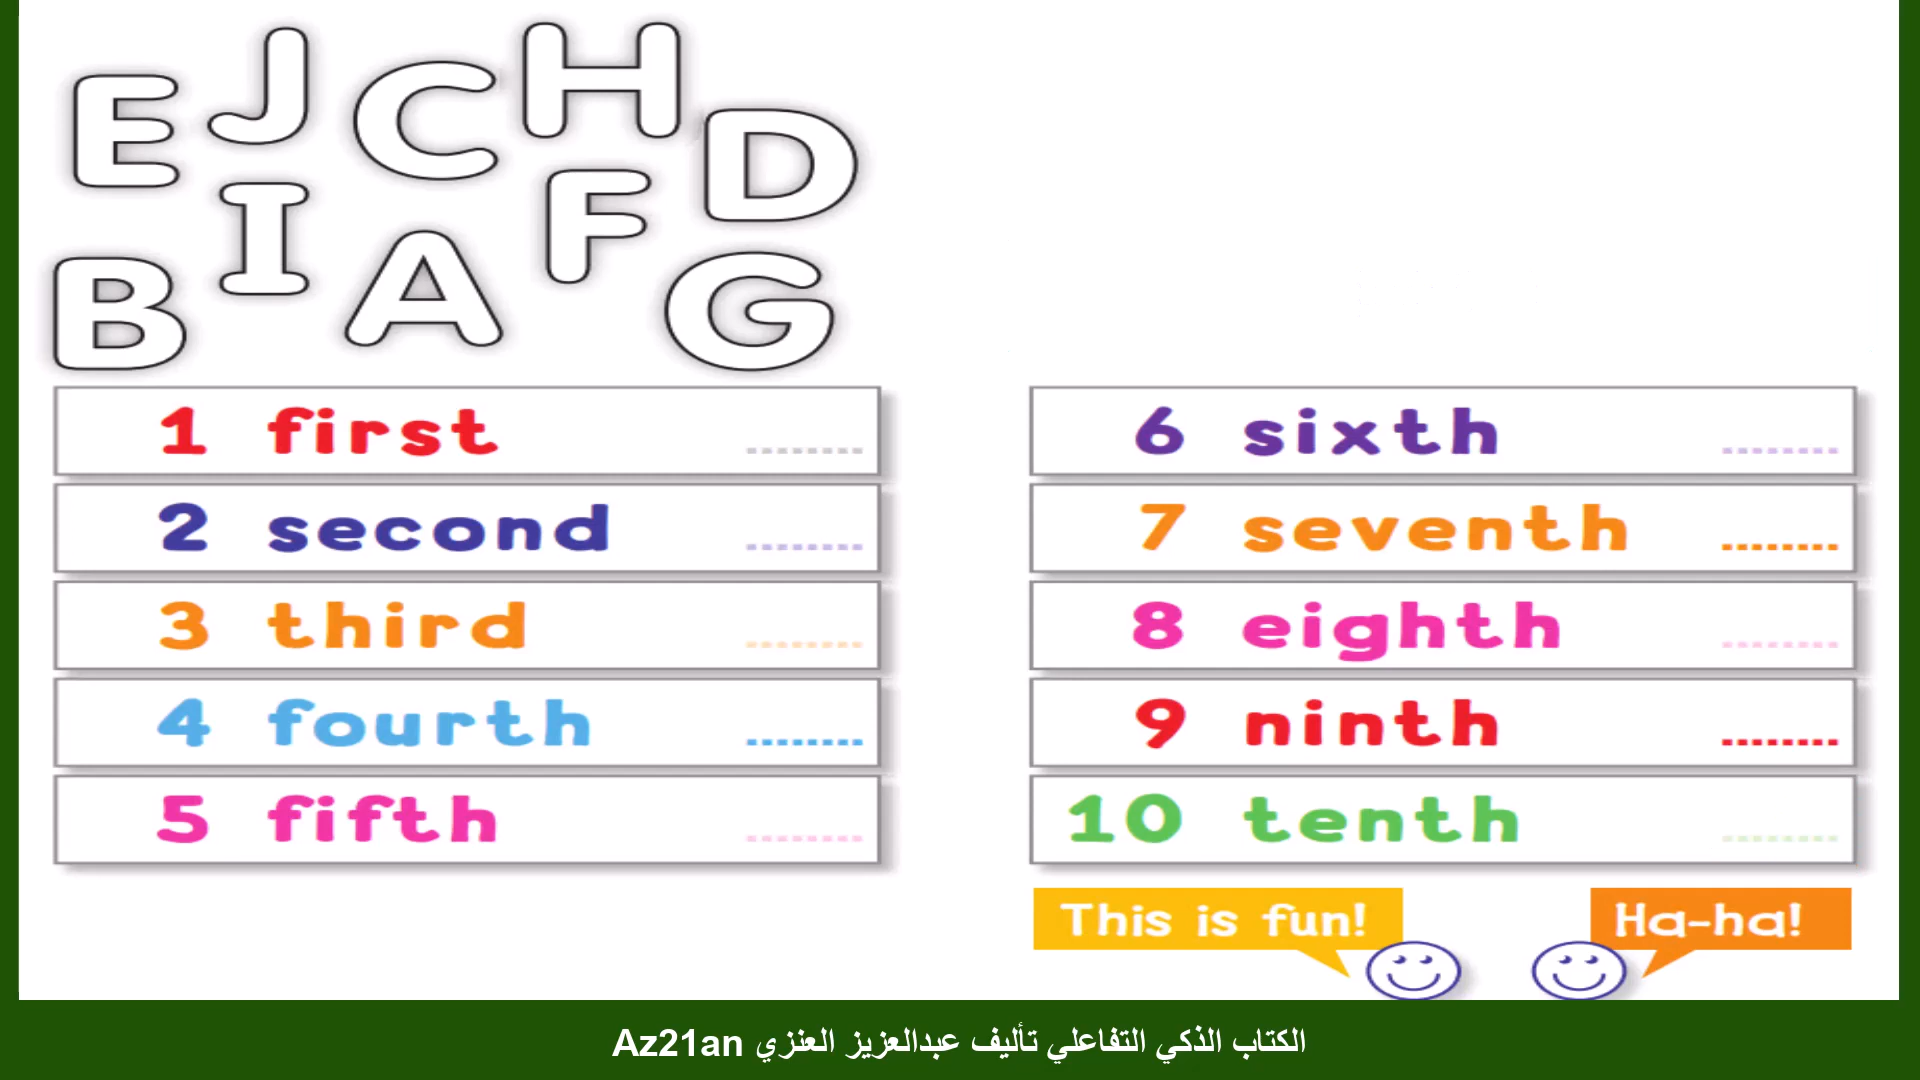 E J C H D
B I A F G
1 first ........
2 second ........
3 third ........
4 fourth ........
5 fifth ........
6 sixth ........
7 seventh ........
8 eighth ........
9 ninth ........
10 tenth ........
This is fun!
Ha-ha!
الكتاب الذكي التفاعلي تأليف عبدالعزيز العنزي Az21an